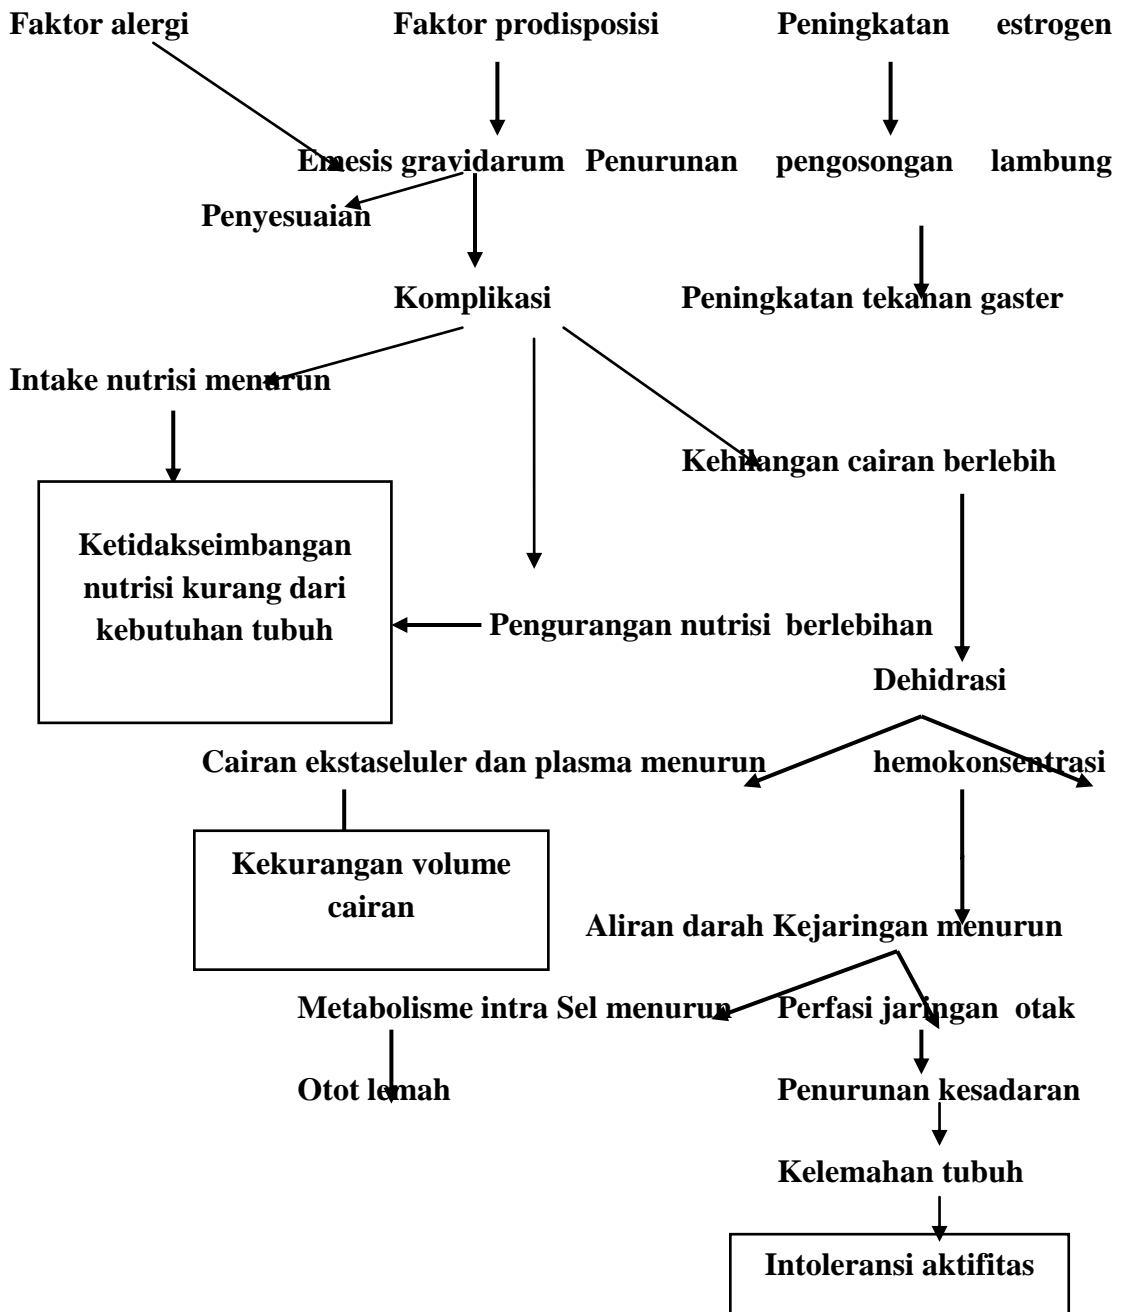 Faktor alergi Faktor prodisposisi Peningkatan estrogen
Emesis gravidarum Penurunan pengosongan lambung
Penyesuaian
Komplikasi Peningkatan tekanan gaster
Intake nutrisi menurun
Kehilangan cairan berlebih
Ketidakseimbangan
nutrisi kurang dari
kebutuhan tubuh
Pengurangan nutrisi berlebihan
Dehidrasi
Cairan ekstaseluler dan plasma menurun hemokonsentrasi
Kekurangan volume
cairan
Aliran darah Kejaringan menurun
Metabolisme intra Sel menurun Perfasi jaringan otak
Otot lemah Penurunan kesadaran
Kelemahan tubuh
Intoleransi aktifitas